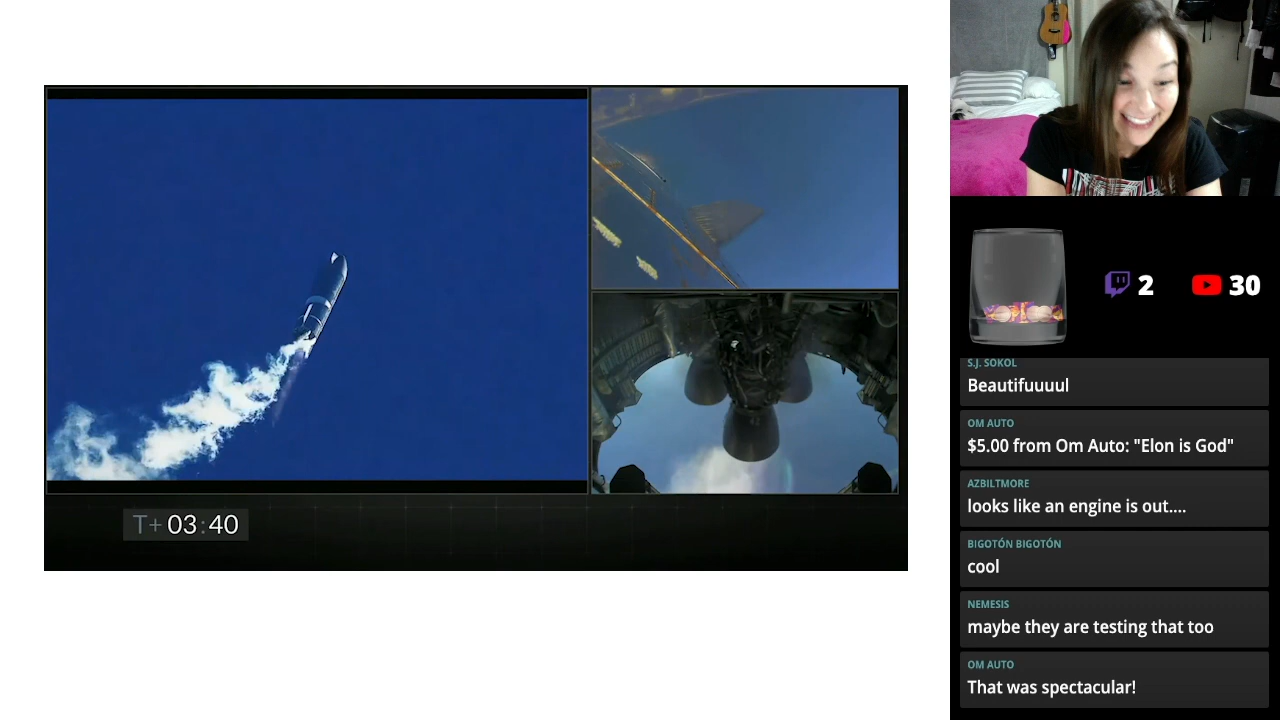 T+ 03:40
2
30
S.J. SOKOL
Beautifuuuul
OM AUTO
$5.00 from Om Auto: "Elon is God"
AZBILTMORE
looks like an engine is out....
BIGOTÓN BIGOTÓN
cool
NEMESIS
maybe they are testing that too
OM AUTO
That was spectacular!